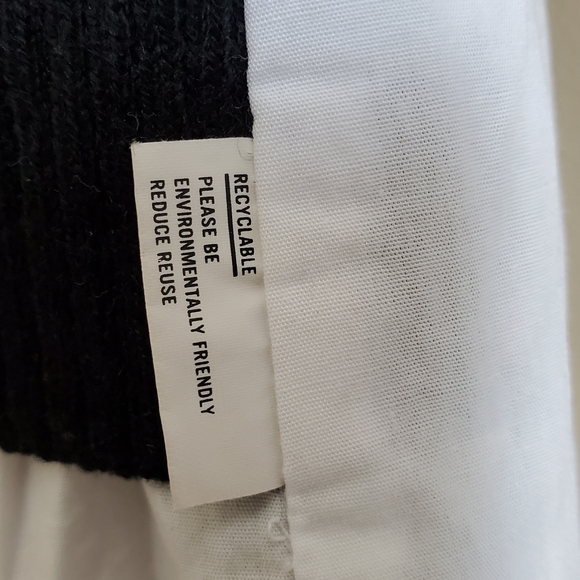 RECYCLABLE
PLEASE BE
ENVIRONMENTALLY FRIENDLY
REDUCE REUSE